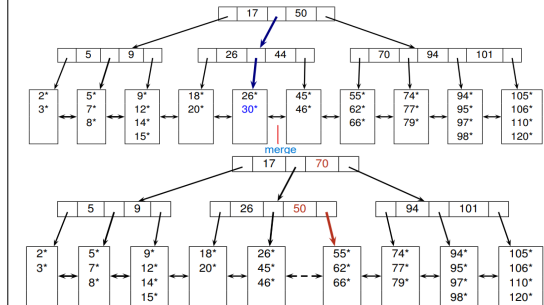 17 50
5 9 26 44 70 94 101
2* 5* 9* 18* 26* 45* 55* 74* 94* 105*
3* 7* 12* 20* 30* 46* 62* 77* 95* 106*
8* 14* 66* 79* 97* 110*
15* 98* 120*
merge
17 70
5 9 26 50 94 101
2* 5* 9* 18* 26* 55* 74* 94* 105*
3* 7* 12* 20* 45* 62* 77* 95* 106*
8* 14* 46* 66* 79* 97* 110*
15* 98* 120*